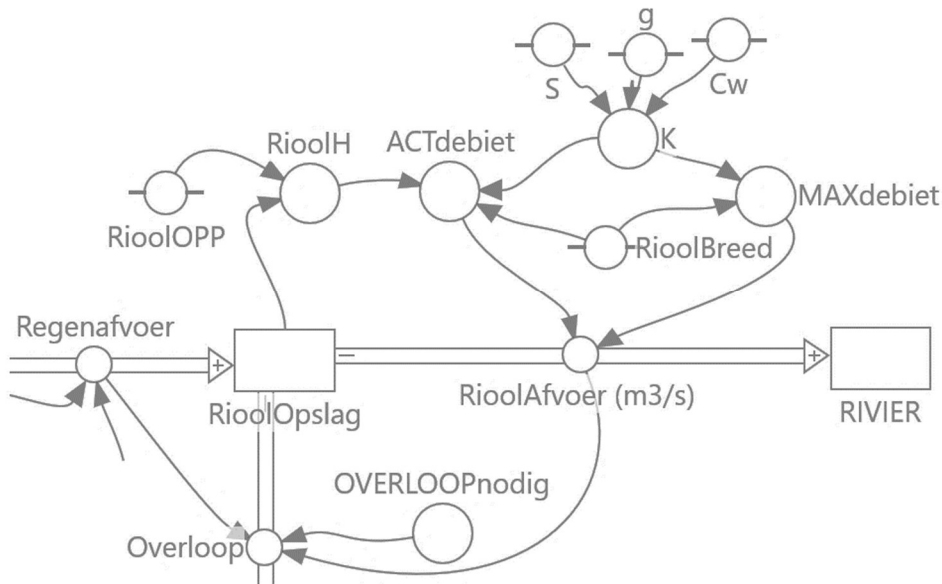 g
S
Cw
RioolH
ACTdebiet
K
RioolOPP
MAXdebiet
RioolBreed
Regenafvoer
+
−
+
RioolOpslag
RioolAfvoer (m3/s)
RIVIER
OVERLOOPnodig
Overloop